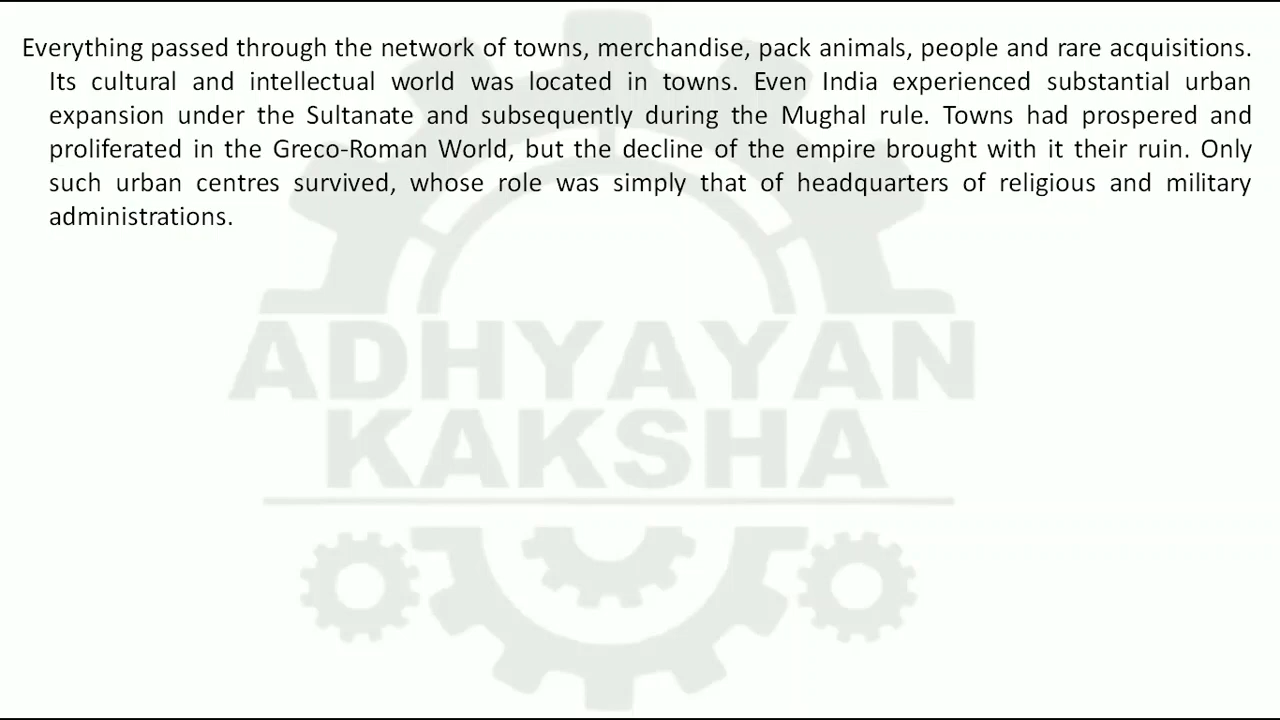 Everything passed through the network of towns, merchandise, pack animals, people and rare acquisitions.
Its cultural and intellectual world was located in towns. Even India experienced substantial urban
expansion under the Sultanate and subsequently during the Mughal rule. Towns had prospered and
proliferated in the Greco-Roman World, but the decline of the empire brought with it their ruin. Only
such urban centres survived, whose role was simply that of headquarters of religious and military
administrations.
ADHYAYAN
KAKSHA